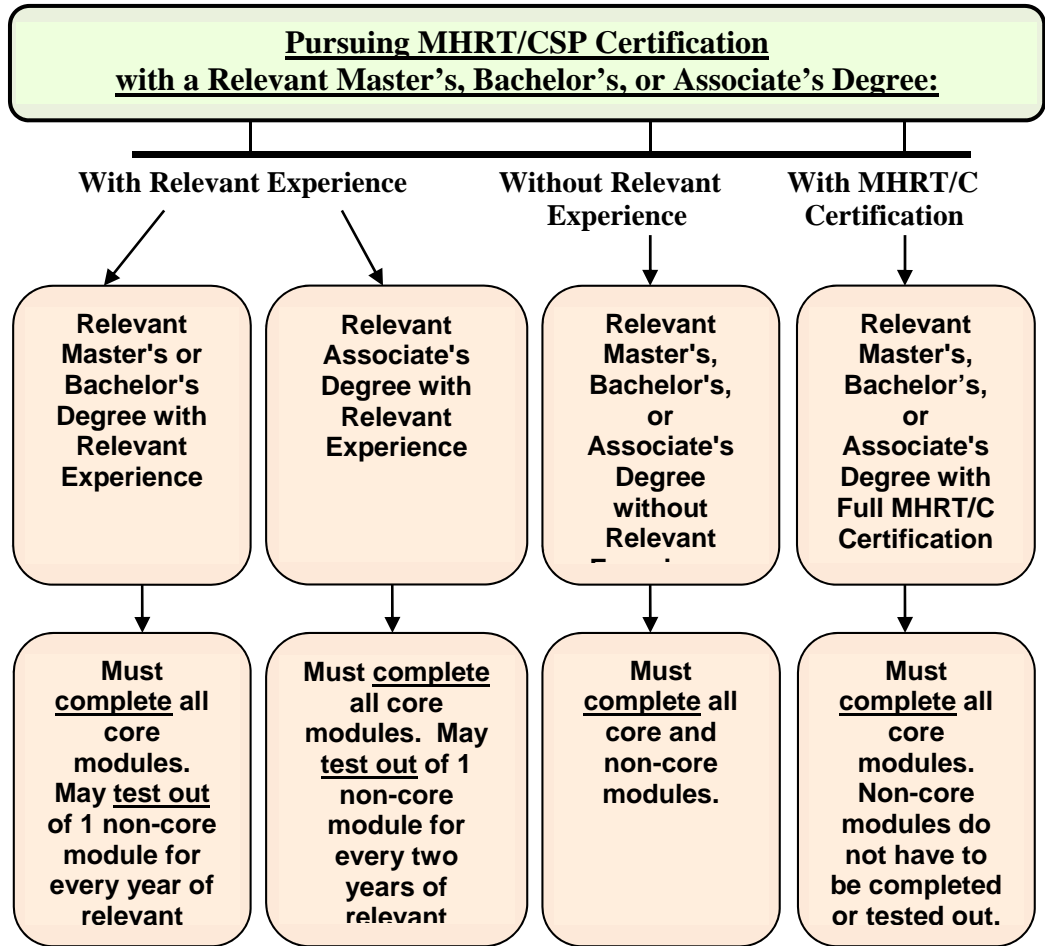 Pursuing MHRT/CSP Certification
with a Relevant Master’s, Bachelor’s, or Associate’s Degree:
With Relevant Experience
Without Relevant
Experience
With MHRT/C
Certification
Relevant
Master's or
Bachelor's
Degree with
Relevant
Experience
Relevant
Associate's
Degree with
Relevant
Experience
Relevant
Master's,
Bachelor's,
or
Associate's
Degree
without
Relevant
Relevant
Master's,
Bachelor’s,
or
Associate's
Degree with
Full MHRT/C
Certification
Must
complete all
core
modules.
May test out
of 1 non-core
module for
every year of
relevant
Must complete
all core
modules. May
test out of 1
non-core
module for
every two
years of
relevant
Must
complete all
core and
non-core
modules.
Must
complete all
core
modules.
Non-core
modules do
not have to
be completed
or tested out.